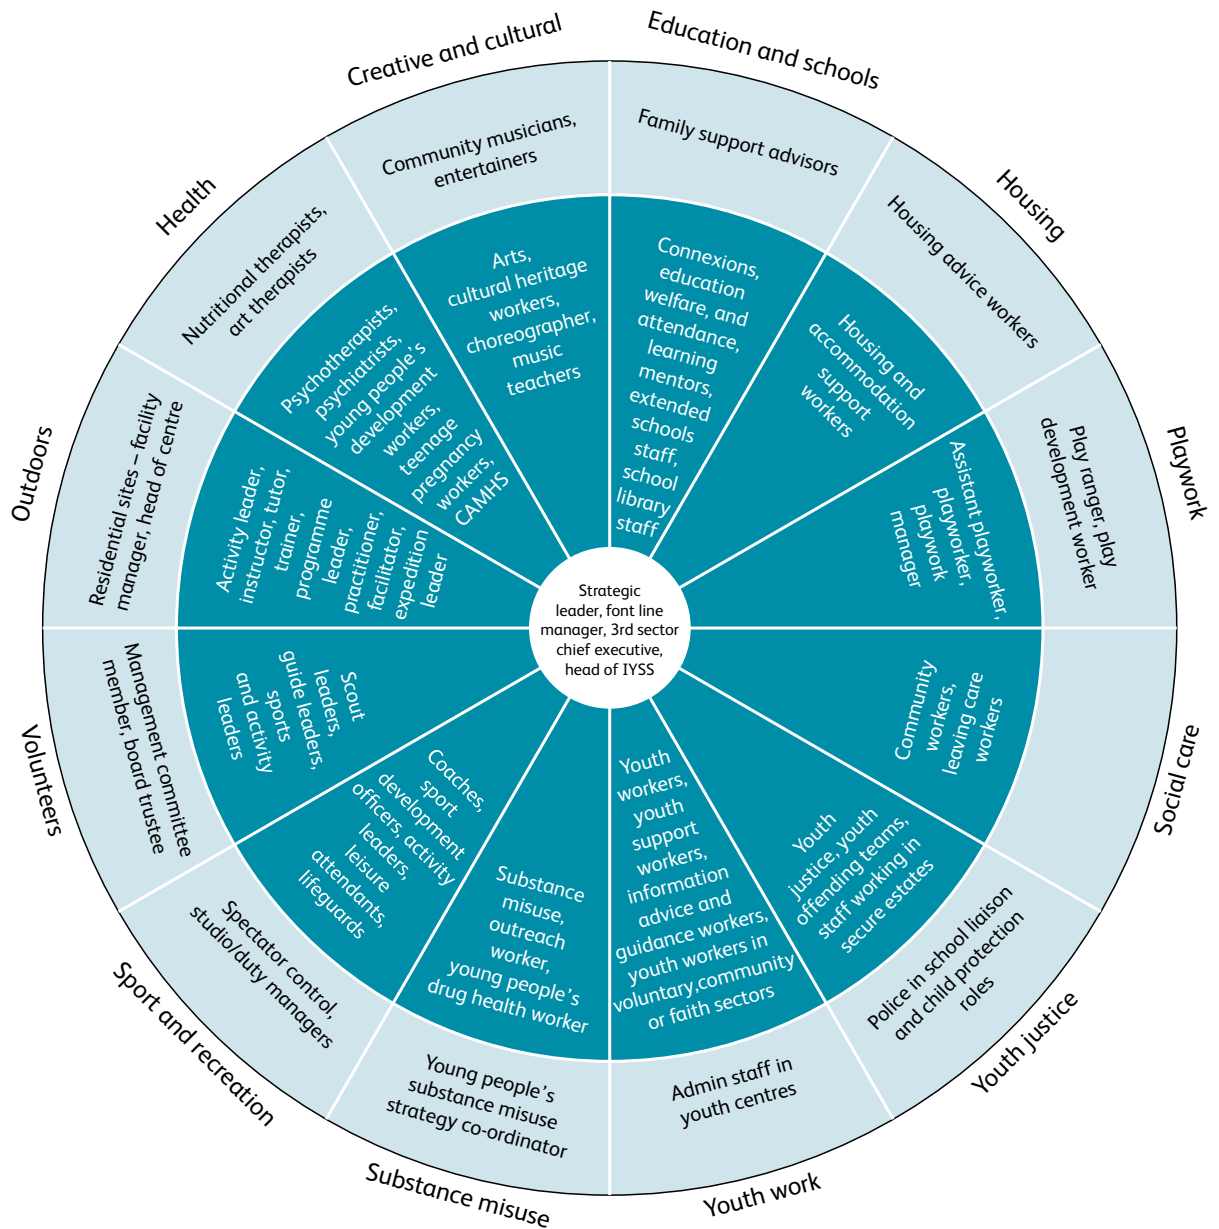 Creative and cultural
Community musicians,
entertainers
Arts,
cultural heritage
workers,
choreographer,
music
teachers
Education and schools
Family support advisors
Connexions,
education
welfare, and
attendance,
learning
mentors,
extended
schools
staff,
school
library
staff
Housing
Housing advice workers
Housing and
accommodation
support
workers
Playwork
Play ranger, play
development worker
Assistant playworker,
playworker,
playwork
manager
Social care
Community
workers,
leaving care
workers
Youth justice
Police in school liaison
and child protection
roles
Youth
justice, youth
offending teams,
staff working in
secure estates
Youth work
Admin staff in
youth centres
Youth
workers,
youth
support
workers,
information
advice and
guidance workers,
youth workers in
voluntary,community
or faith sectors
Substance misuse
Young people's
substance misuse
strategy co-ordinator
Substance
misuse,
outreach
worker,
young people's
drug health worker
Sport and recreation
Spectator control,
studio/duty managers
Coaches,
sport
development
officers, activity
leaders,
leisure
attendants,
lifeguards
Volunteers
Management committee
member, board trustee
Scout
leaders,
guide leaders,
sports
and activity
leaders
Outdoors
Residential sites – facility
manager, head of centre
Activity leader,
instructor, tutor,
trainer,
programme
leader,
practitioner,
facilitator,
expedition
leader
Health
Nutritional therapists,
art therapists
Psychotherapists,
psychiatrists,
young people's
development
workers,
teenage
pregnancy
workers,
CAMHS
Strategic
leader, font line
manager, 3rd sector
chief executive,
head of IYSS